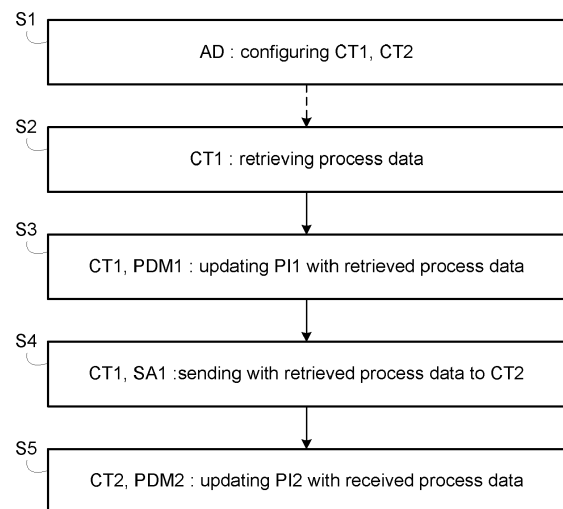 S1
AD : configuring CT1, CT2
S2
CT1 : retrieving process data
S3
CT1, PDM1 : updating PI1 with retrieved process data
S4
CT1, SA1 :sending with retrieved process data to CT2
S5
CT2, PDM2 : updating PI2 with received process data